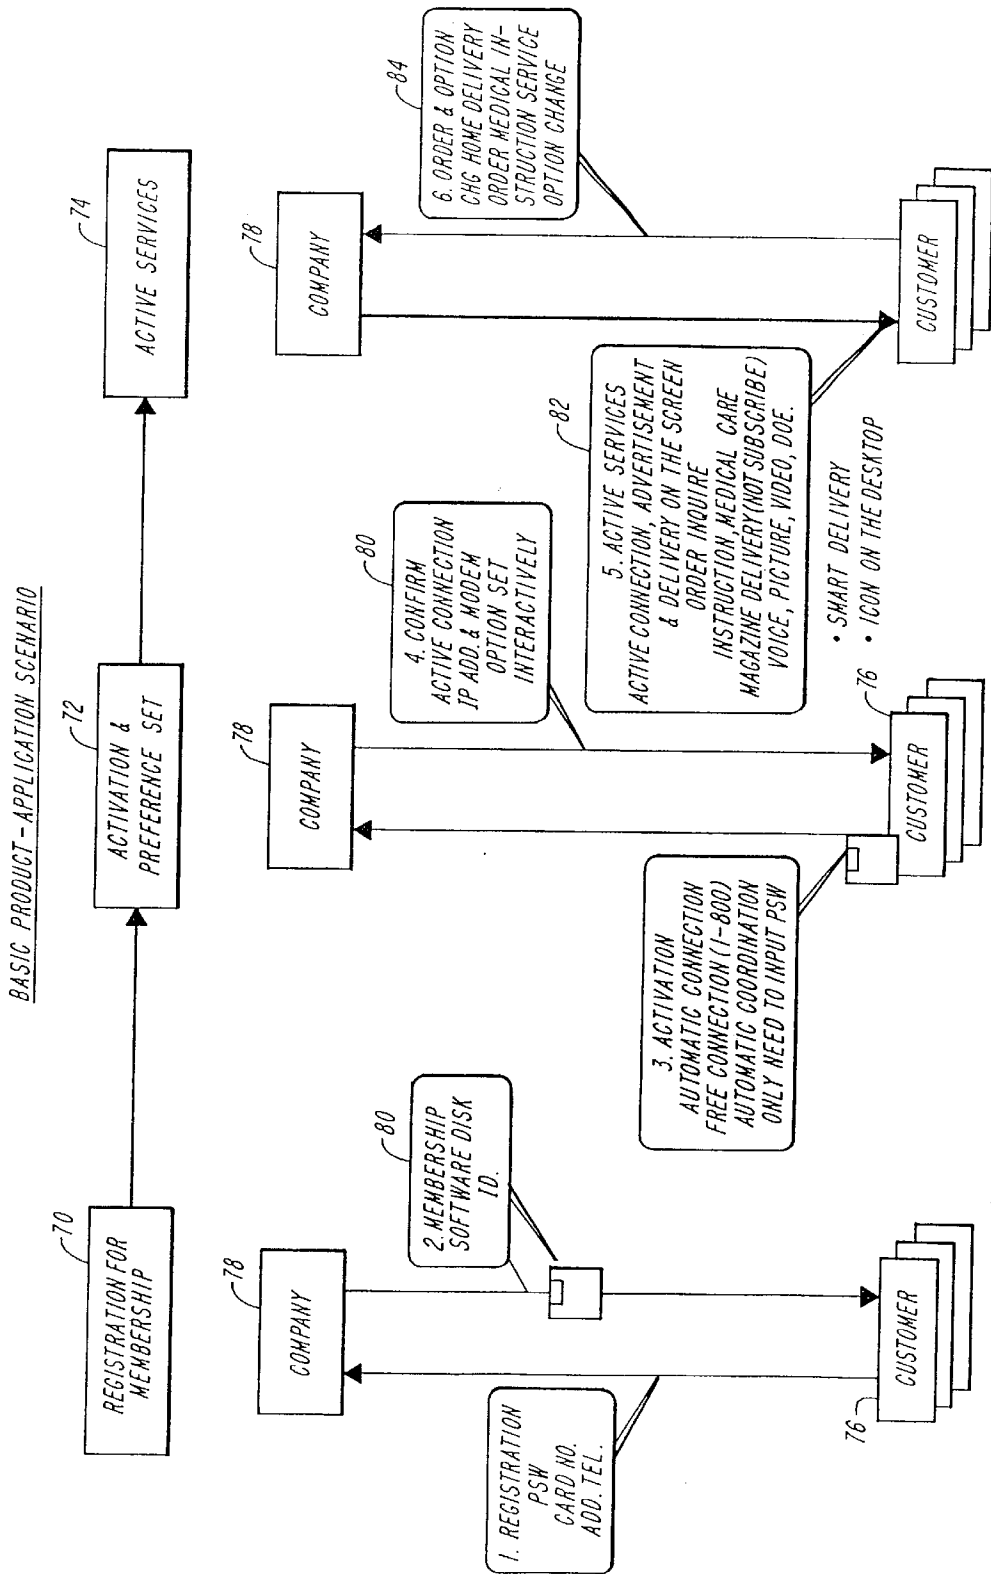 BASIC PRODUCT-APPLICATION SCENARIO
70
REGISTRATION FOR
MEMBERSHIP
72
ACTIVATION &
PREFERENCE SET
74
ACTIVE SERVICES
78
COMPANY
78
COMPANY
78
COMPANY
1. REGISTRATION
PSW
CARD NO.
ADD. TEL.
80
2. MEMBERSHIP
SOFTWARE DISK
ID.
3. ACTIVATION
AUTOMATIC CONNECTION
FREE CONNECTION (1-800)
AUTOMATIC COORDINATION
ONLY NEED TO INPUT PSW
80
4. CONFIRM
ACTIVE CONNECTION
IP ADD. & MODEM
OPTION SET
INTERACTIVELY
82
5. ACTIVE SERVICES
ACTIVE CONNECTION, ADVERTISEMENT
& DELIVERY ON THE SCREEN
ORDER INQUIRE
INSTRUCTION, MEDICAL CARE
MAGAZINE DELIVERY (NOT SUBSCRIBE)
VOICE, PICTURE, VIDEO, DOE.
84
6. ORDER & OPTION
CHG HOME DELIVERY
ORDER MEDICAL IN-
STRUCTION SERVICE
OPTION CHANGE
• SMART DELIVERY
• ICON ON THE DESKTOP
76
CUSTOMER
76
CUSTOMER
CUSTOMER